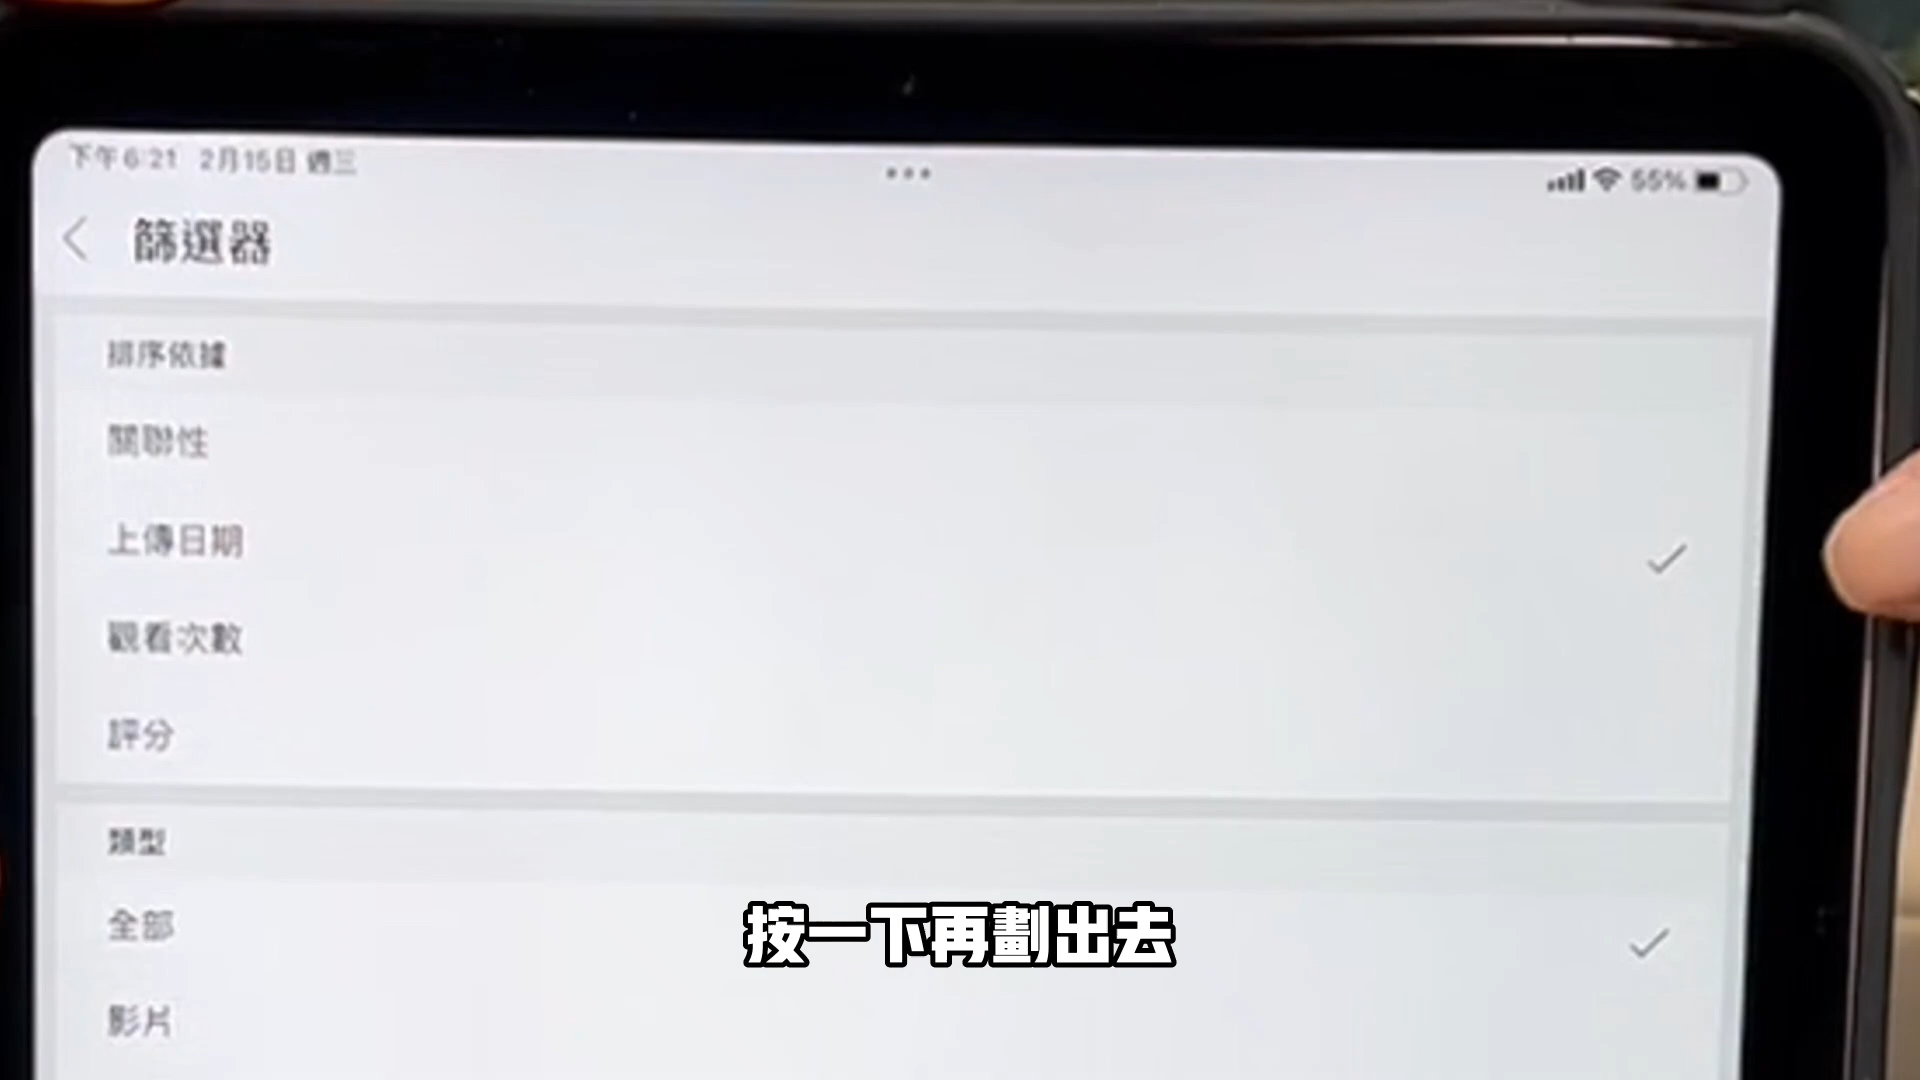 下午6:21 2月15日 週三
55%
篩選器
排序依據
關聯性
上傳日期
觀看次數
評分
類型
全部
影片
按一下再劃出去